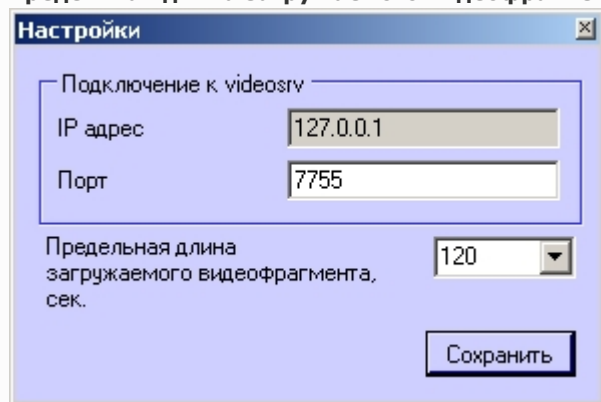 Настройки
Подключение к videosrv
IP адрес
127.0.0.1
Порт
7755
Предельная длина
загружаемого видеофрагмента,
сек.
120
Сохранить